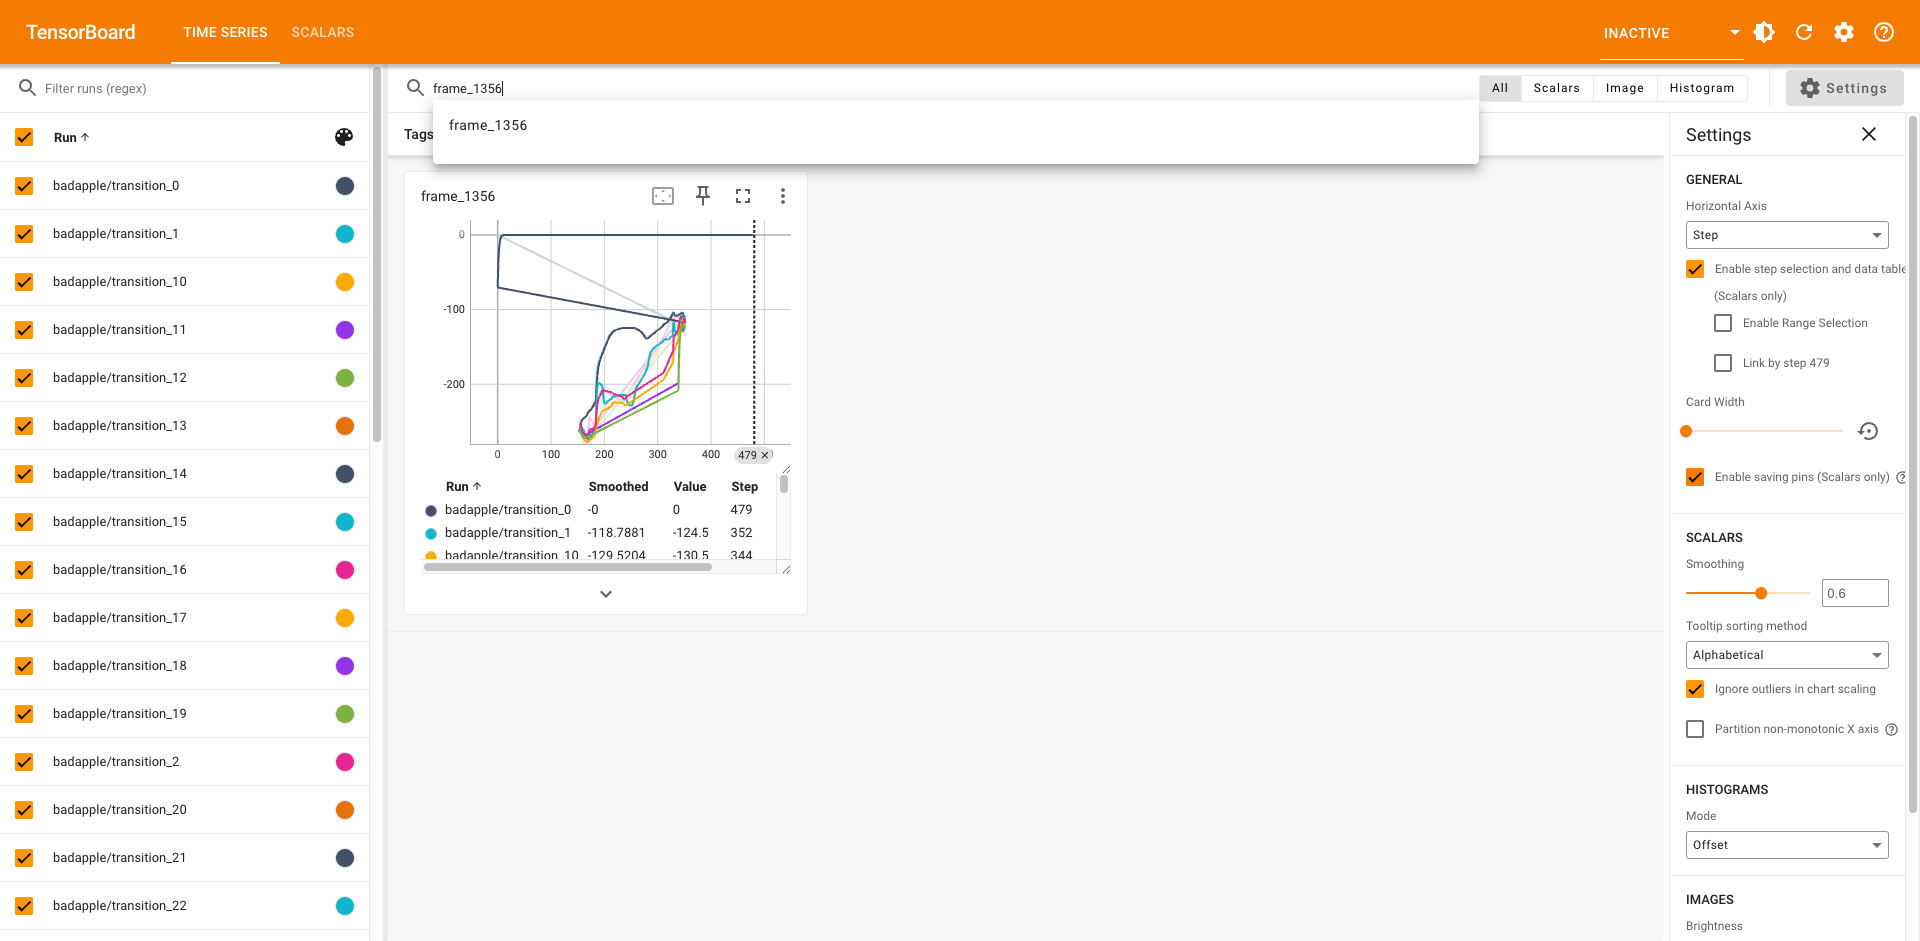 TensorBoard
TIME SERIES
SCALARS
INACTIVE
Filter runs (regex)
Run
badapple/transition_0
badapple/transition_1
badapple/transition_10
badapple/transition_11
badapple/transition_12
badapple/transition_13
badapple/transition_14
badapple/transition_15
badapple/transition_16
badapple/transition_17
badapple/transition_18
badapple/transition_19
badapple/transition_2
badapple/transition_20
badapple/transition_21
badapple/transition_22
frame_1356
All
Scalars
Image
Histogram
Settings
frame_1356
Tags
frame_1356
0
-100
-200
0
100
200
300
400
479
Run Smoothed Value Step
badapple/transition_0 -0 0 479
badapple/transition_1 -118.7881 -124.5 352
badapple/transition_10 -129.5204 -130.5 344
Settings
GENERAL
Horizontal Axis
Step
Enable step selection and data table
(Scalars only)
Enable Range Selection
Link by step 479
Card Width
Enable saving pins (Scalars only)
SCALARS
Smoothing
0.6
Tooltip sorting method
Alphabetical
Ignore outliers in chart scaling
Partition non-monotonic X axis
HISTOGRAMS
Mode
Offset
IMAGES
Brightness